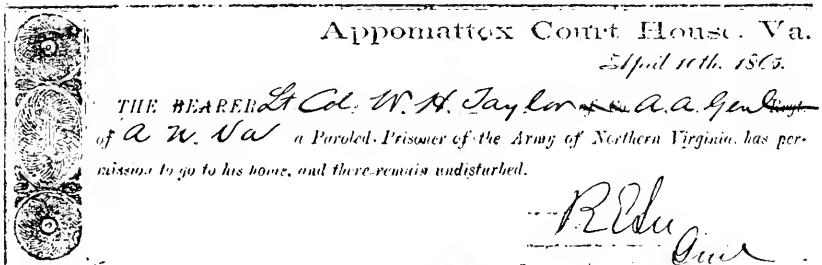 Appomattox Court House, Va.
April 10th, 1865.
THE BEARER Lt Col. W. H. Taylor A. A. Genl
of A N. Va a Paroled Prisoner of the Army of Northern Virginia, has per-
mission to go to his home, and there remain undisturbed.
R E Lee
Genl